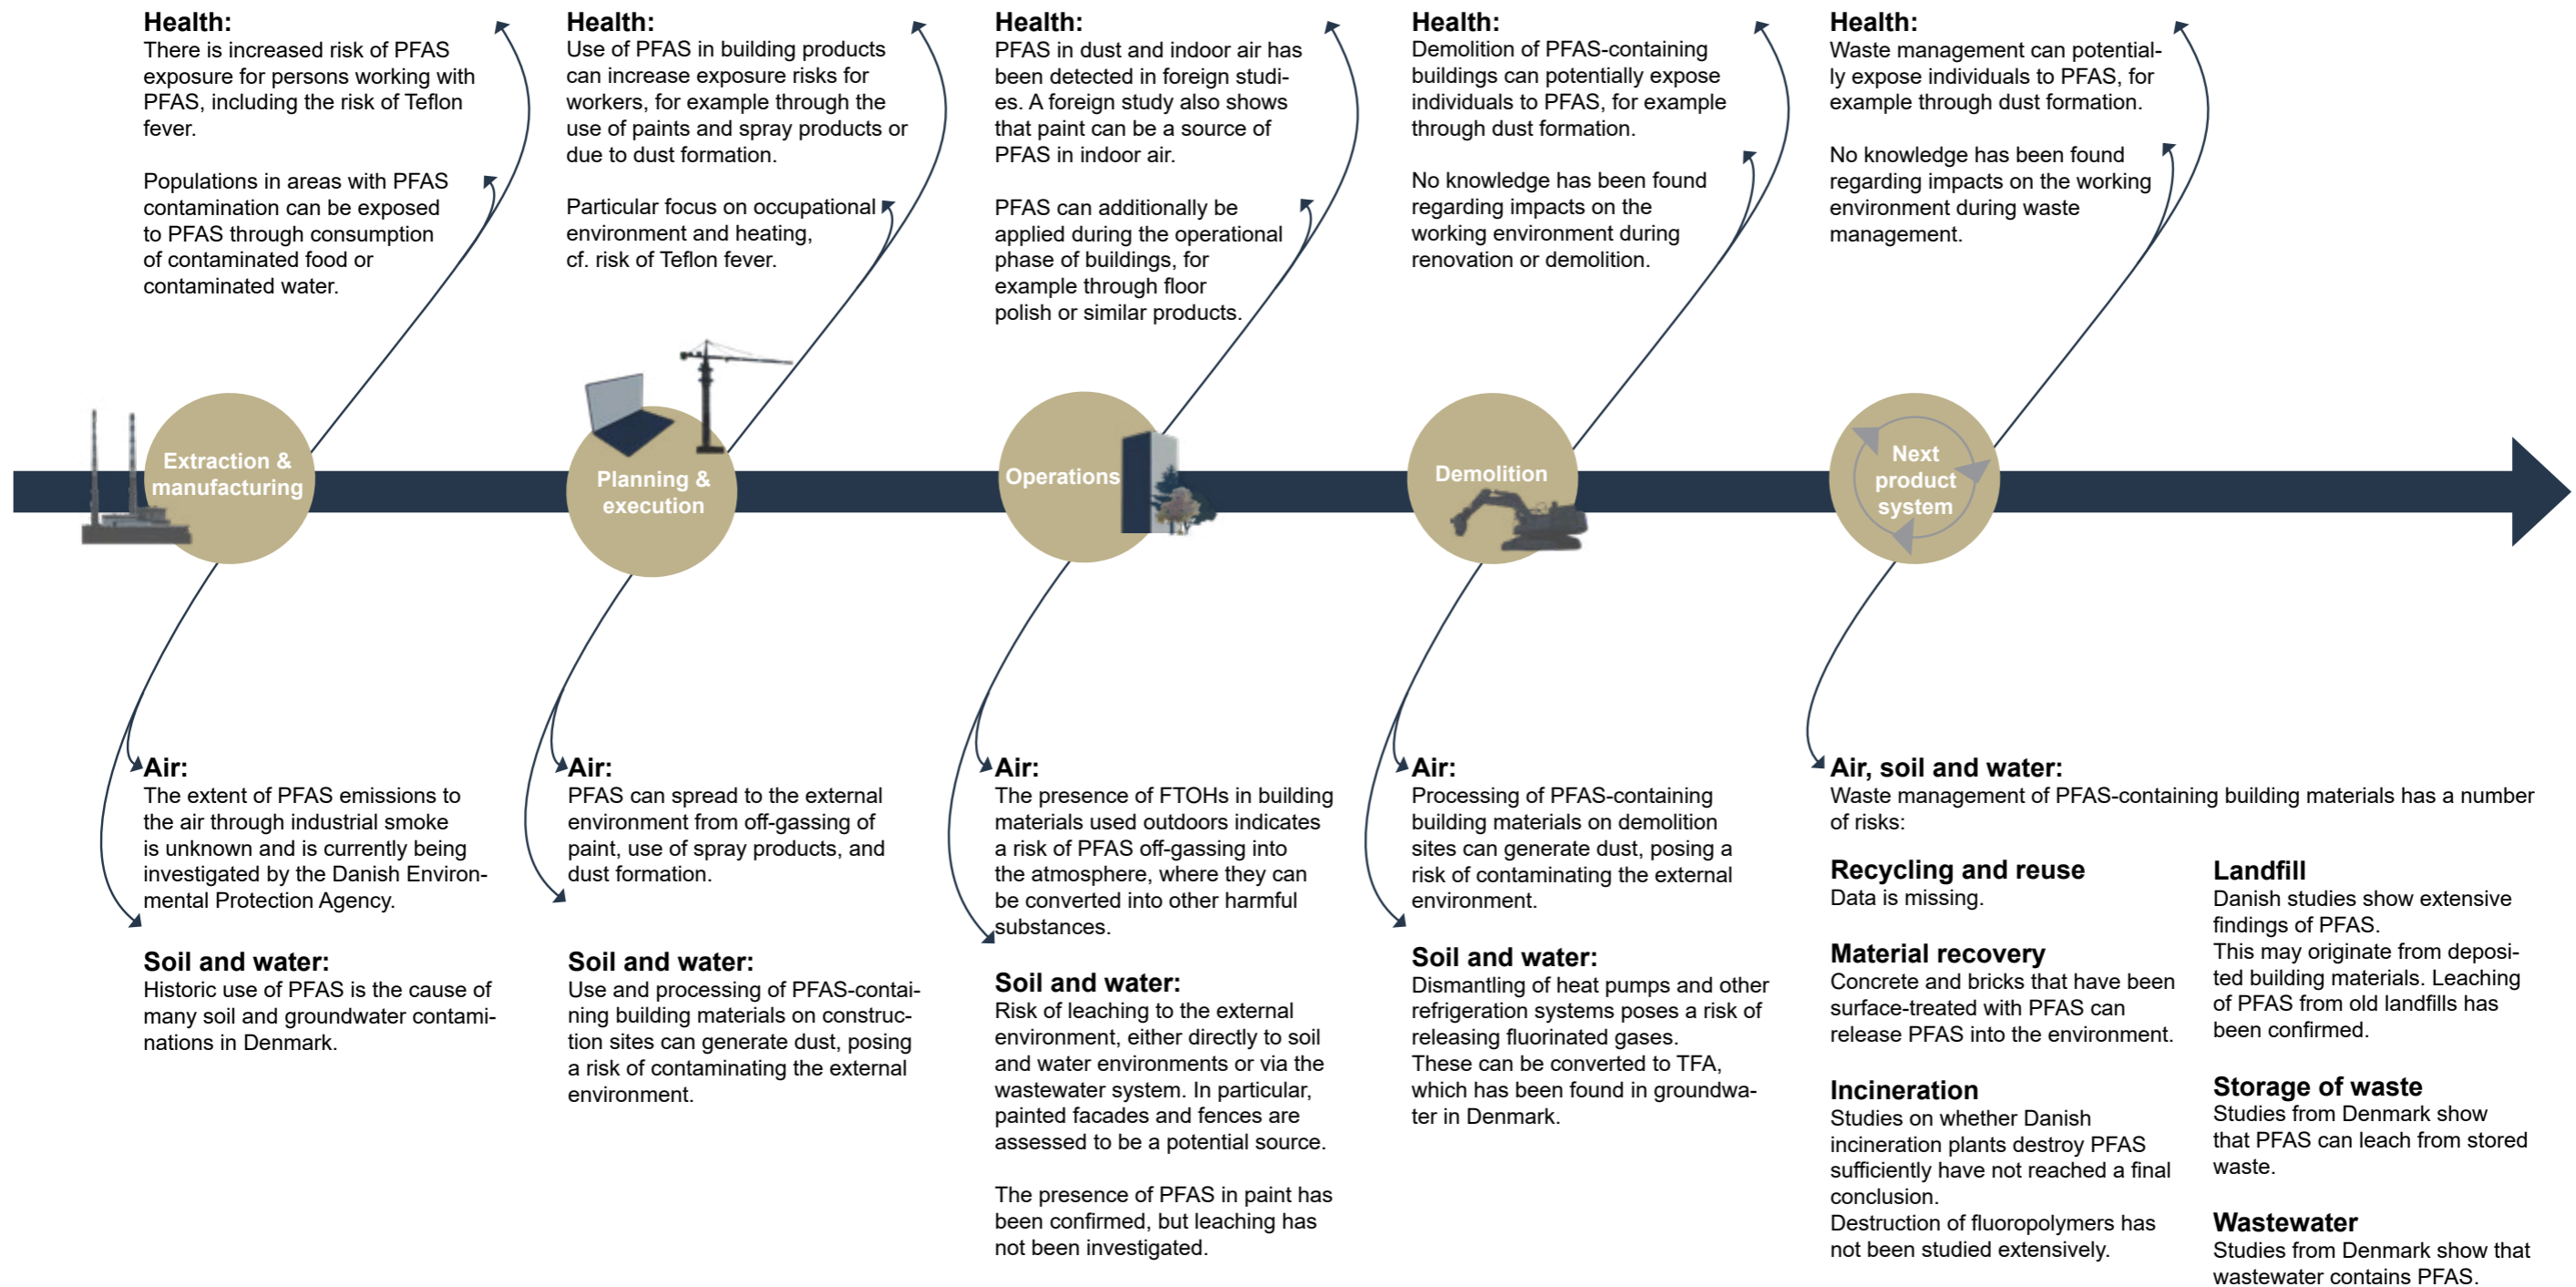 Health:
There is increased risk of PFAS
exposure for persons working with
PFAS, including the risk of Teflon
fever.
Populations in areas with PFAS
contamination can be exposed
to PFAS through consumption
of contaminated food or
contaminated water.
Health:
Use of PFAS in building products
can increase exposure risks for
workers, for example through the
use of paints and spray products or
due to dust formation.
Particular focus on occupational
environment and heating,
cf. risk of Teflon fever.
Health:
PFAS in dust and indoor air has
been detected in foreign studi-
es. A foreign study also shows
that paint can be a source of
PFAS in indoor air.
PFAS can additionally be
applied during the operational
phase of buildings, for
example through floor
polish or similar products.
Health:
Demolition of PFAS-containing
buildings can potentially expose
individuals to PFAS, for example
through dust formation.
No knowledge has been found
regarding impacts on the
working environment during
renovation or demolition.
Health:
Waste management can potential-
ly expose individuals to PFAS, for
example through dust formation.
No knowledge has been found
regarding impacts on the working
environment during waste
management.
Extraction &
manufacturing
Planning &
execution
Operations
Demolition
Next
product
system
Air:
The extent of PFAS emissions to
the air through industrial smoke
is unknown and is currently being
investigated by the Danish Environ-
mental Protection Agency.
Soil and water:
Historic use of PFAS is the cause of
many soil and groundwater contami-
nations in Denmark.
Air:
PFAS can spread to the external
environment from off-gassing of
paint, use of spray products, and
dust formation.
Soil and water:
Use and processing of PFAS-contai-
ning building materials on construc-
tion sites can generate dust, posing
a risk of contaminating the external
environment.
Air:
The presence of FTOHs in building
materials used outdoors indicates
a risk of PFAS off-gassing into
the atmosphere, where they can
be converted into other harmful
substances.
Soil and water:
Risk of leaching to the external
environment, either directly to soil
and water environments or via the
wastewater system. In particular,
painted facades and fences are
assessed to be a potential source.
The presence of PFAS in paint has
been confirmed, but leaching has
not been investigated.
Air:
Processing of PFAS-containing
building materials on demolition
sites can generate dust, posing a
risk of contaminating the external
environment.
Soil and water:
Dismantling of heat pumps and other
refrigeration systems poses a risk of
releasing fluorinated gases.
These can be converted to TFA,
which has been found in groundwa-
ter in Denmark.
Air, soil and water:
Waste management of PFAS-containing building materials has a number
of risks:
Recycling and reuse
Data is missing.
Material recovery
Concrete and bricks that have been
surface-treated with PFAS can
release PFAS into the environment.
Incineration
Studies on whether Danish
incineration plants destroy PFAS
sufficiently have not reached a final
conclusion.
Destruction of fluoropolymers has
not been studied extensively.
Landfill
Danish studies show extensive
findings of PFAS.
This may originate from deposi-
ted building materials. Leaching
of PFAS from old landfills has
been confirmed.
Storage of waste
Studies from Denmark show
that PFAS can leach from stored
waste.
Wastewater
Studies from Denmark show that
wastewater contains PFAS.